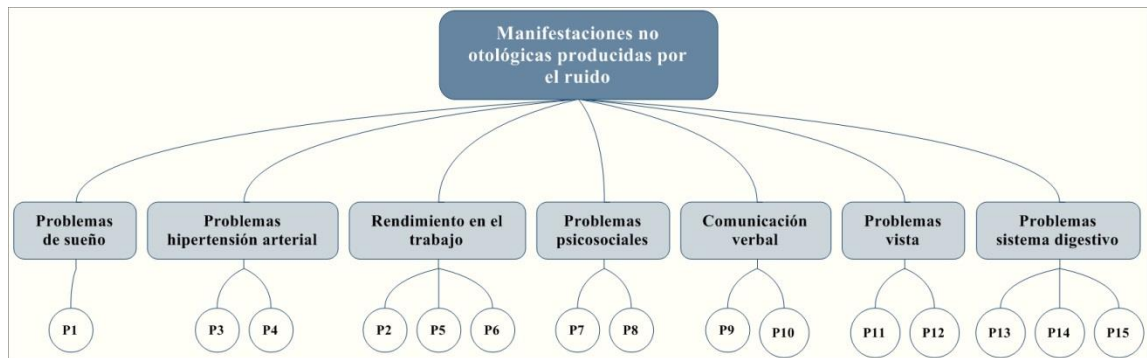 Manifestaciones no
otológicas producidas por
el ruido
Problemas
de sueño
Problemas
hipertensión arterial
Rendimiento en el
trabajo
Problemas
psicosociales
Comunicación
verbal
Problemas
vista
Problemas
sistema digestivo
P1
P3
P4
P2
P5
P6
P7
P8
P9
P10
P11
P12
P13
P14
P15